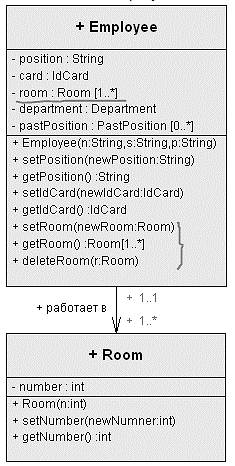 + Employee
- position : String
- card : IdCard
- room : Room [1..*]
- department : Department
- pastPosition : PastPosition [0..*]
+ Employee(n:String,s:String,p:String)
+ setPosition(newPosition:String)
+ getPosition() :String
+ setIdCard(newIdCard:IdCard)
+ getIdCard() :IdCard
+ setRoom(newRoom:Room)
+ getRoom() :Room[1..*]
+ deleteRoom(r:Room)
+ 1..1
+ работает в
+ 1..*
+ Room
- number : int
+ Room(n:int)
+ setNumber(newNumner:int)
+ getNumber() :int